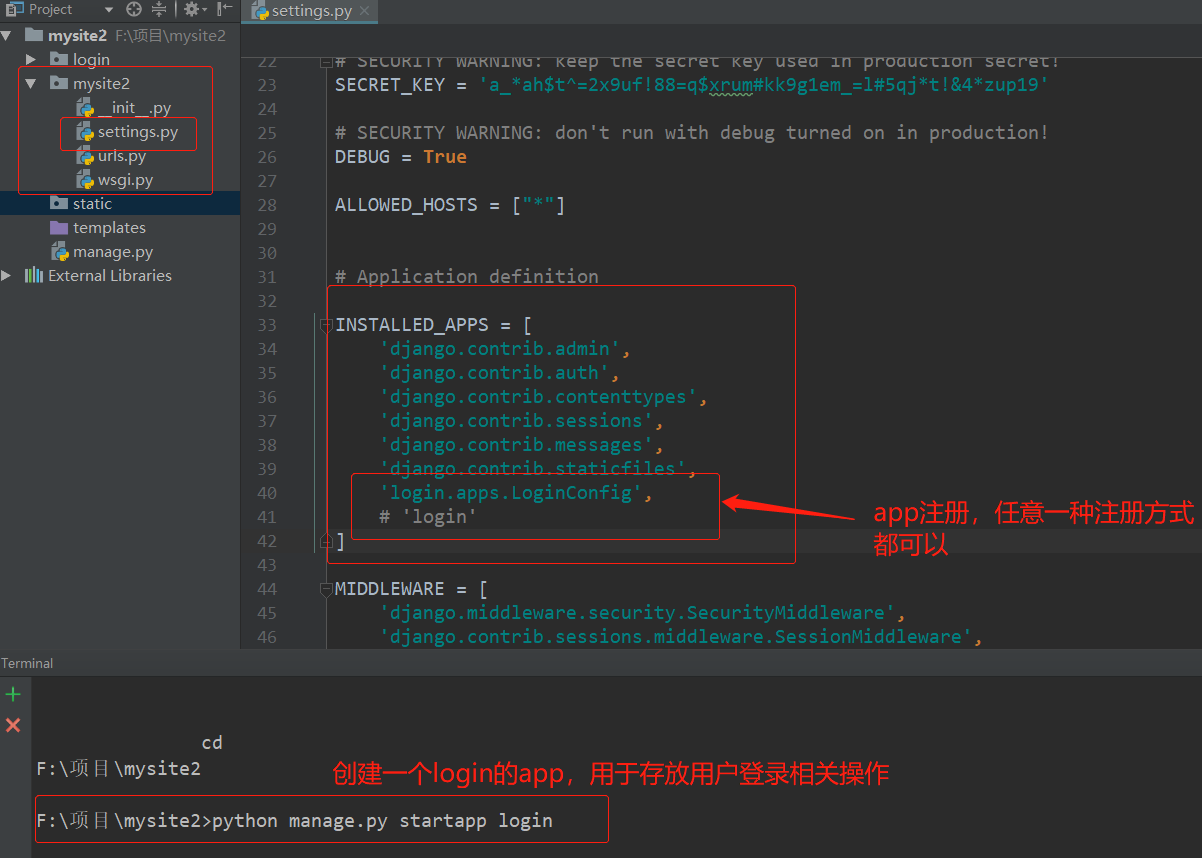 Project
settings.py
mysite2 F:\项目\mysite2
login
mysite2
__init__.py
settings.py
urls.py
wsgi.py
static
templates
manage.py
External Libraries
22 # SECURITY WARNING: keep the secret key used in production secret!
23 SECRET_KEY = 'a_*ah$t^=2x9uf!88=q$xrum#kk9g1em_=l#5qj*t!&4*zup19'
24
25 # SECURITY WARNING: don't run with debug turned on in production!
26 DEBUG = True
27
28 ALLOWED_HOSTS = ["*"]
29
30
31 # Application definition
32
33 INSTALLED_APPS = [
34 'django.contrib.admin',
35 'django.contrib.auth',
36 'django.contrib.contenttypes',
37 'django.contrib.sessions',
38 'django.contrib.messages',
39 'django.contrib.staticfiles',
40 'login.apps.LoginConfig',
41 # 'login'
42 ]
43
44 MIDDLEWARE = [
45 'django.middleware.security.SecurityMiddleware',
46 'django.contrib.sessions.middleware.SessionMiddleware',
app注册，任意一种注册方式
都可以
Terminal
cd
F:\项目\mysite2
创建一个login的app，用于存放用户登录相关操作
F:\项目\mysite2>python manage.py startapp login